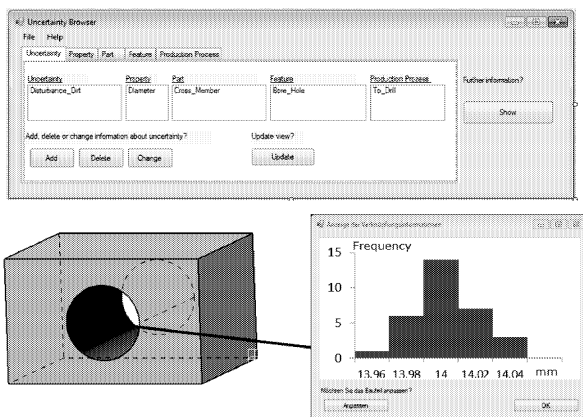 Uncertainty Browser
File Help
Uncertainty Property Part Feature Production Process
Uncertainty Property Part Feature Production Prozess
Disturbance_Dirt Diameter Cross_Member Bore_Hole To_Drill
Further information?
Show
Add, delete or change information about uncertainty? Update view?
Add Delete Change Update
Anzeige der Verknüpfungsinformationen
Frequency
15
10
5
0
13.96 13.98 14 14.02 14.04 mm
Möchten Sie das Bauteil anpassen?
Anpassen OK